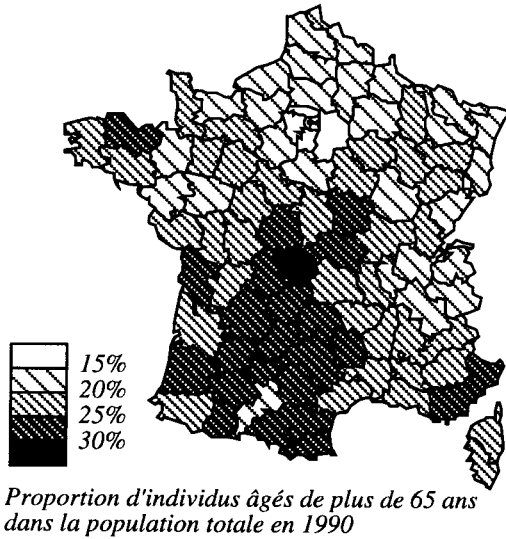 15%
20%
25%
30%
Proportion d'individus âgés de plus de 65 ans
dans la population totale en 1990